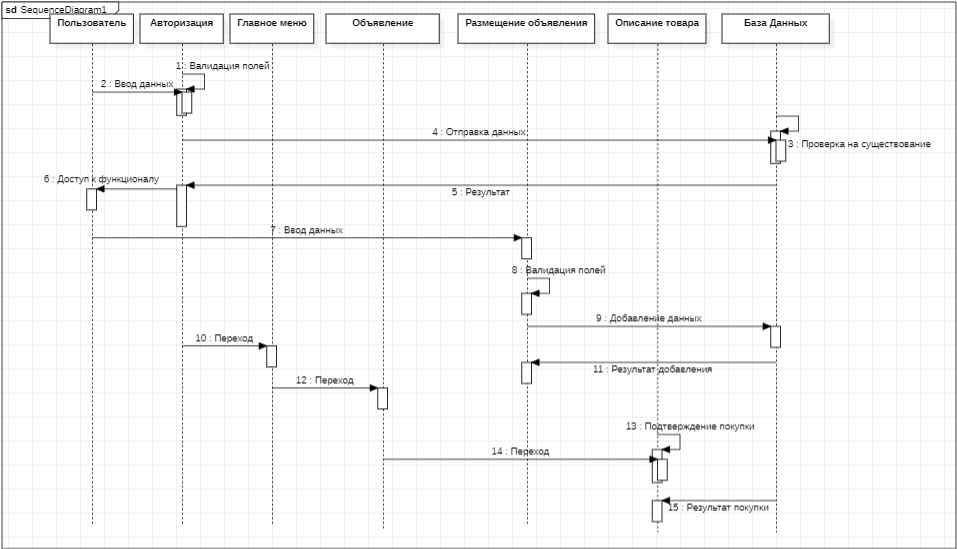 sd SequenceDiagram1
Пользователь
Авторизация
Главное меню
Объявление
Размещение объявления
Описание товара
База Данных
1 : Валидация полей
2 : Ввод данных
4 : Отправка данных
3 : Проверка на существование
6 : Доступ к функционалу
5 : Результат
7 : Ввод данных
8 : Валидация полей
9 : Добавление данных
10 : Переход
11 : Результат добавления
12 : Переход
13 : Подтверждение покупки
14 : Переход
15 : Результат покупки